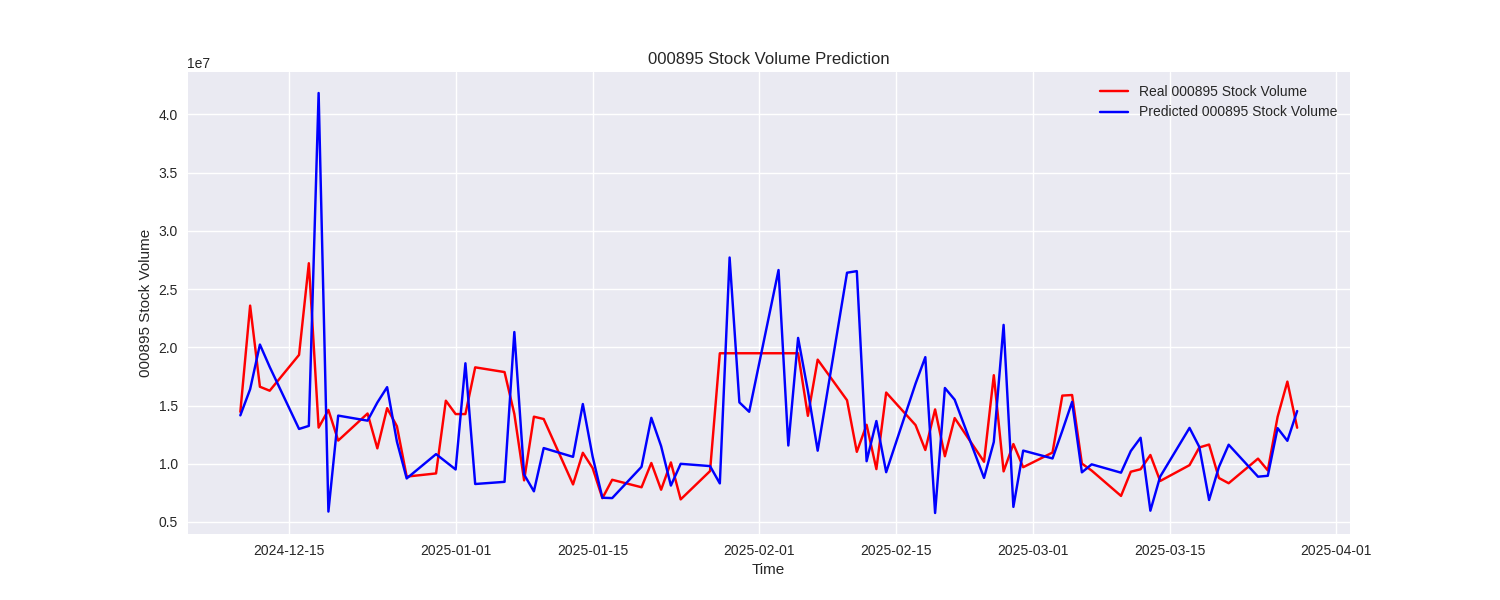 000895 Stock Volume Prediction
1e7
Real 000895 Stock Volume
Predicted 000895 Stock Volume
4.0
3.5
3.0
2.5
2.0
1.5
1.0
0.5
000895 Stock Volume
2024-12-15
2025-01-01
2025-01-15
2025-02-01
2025-02-15
2025-03-01
2025-03-15
2025-04-01
Time